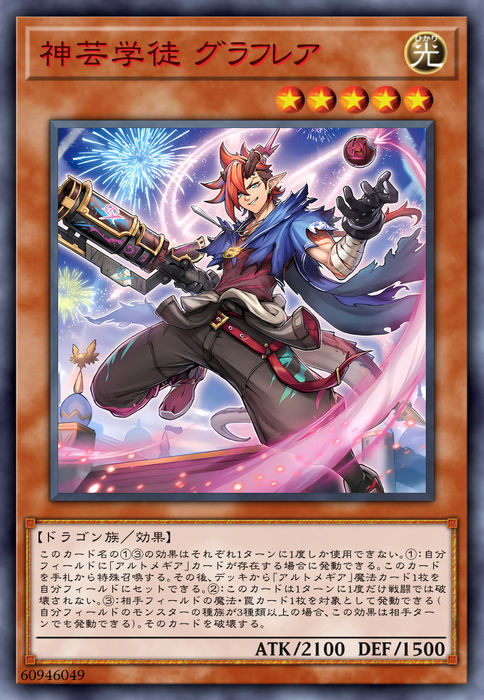 神芸学徒 グラフレア
ひかり
光
【ドラゴン族／効果】
このカード名の①③の効果はそれぞれ1ターンに1度しか使用できない。①：自分
フィールドに「アルトメギア」カードが存在する場合に発動できる。このカード
を手札から特殊召喚する。その後、デッキから「アルトメギア」魔法カード1枚を
自分フィールドにセットできる。②：このカードは1ターンに1度だけ戦闘では破
壊されない。③：相手フィールドの魔法・罠カード1枚を対象として発動できる（
自分フィールドのモンスターの種族が3種類以上の場合、この効果は相手ター
ンでも発動できる）。そのカードを破壊する。
ATK/2100 DEF/1500
60946049